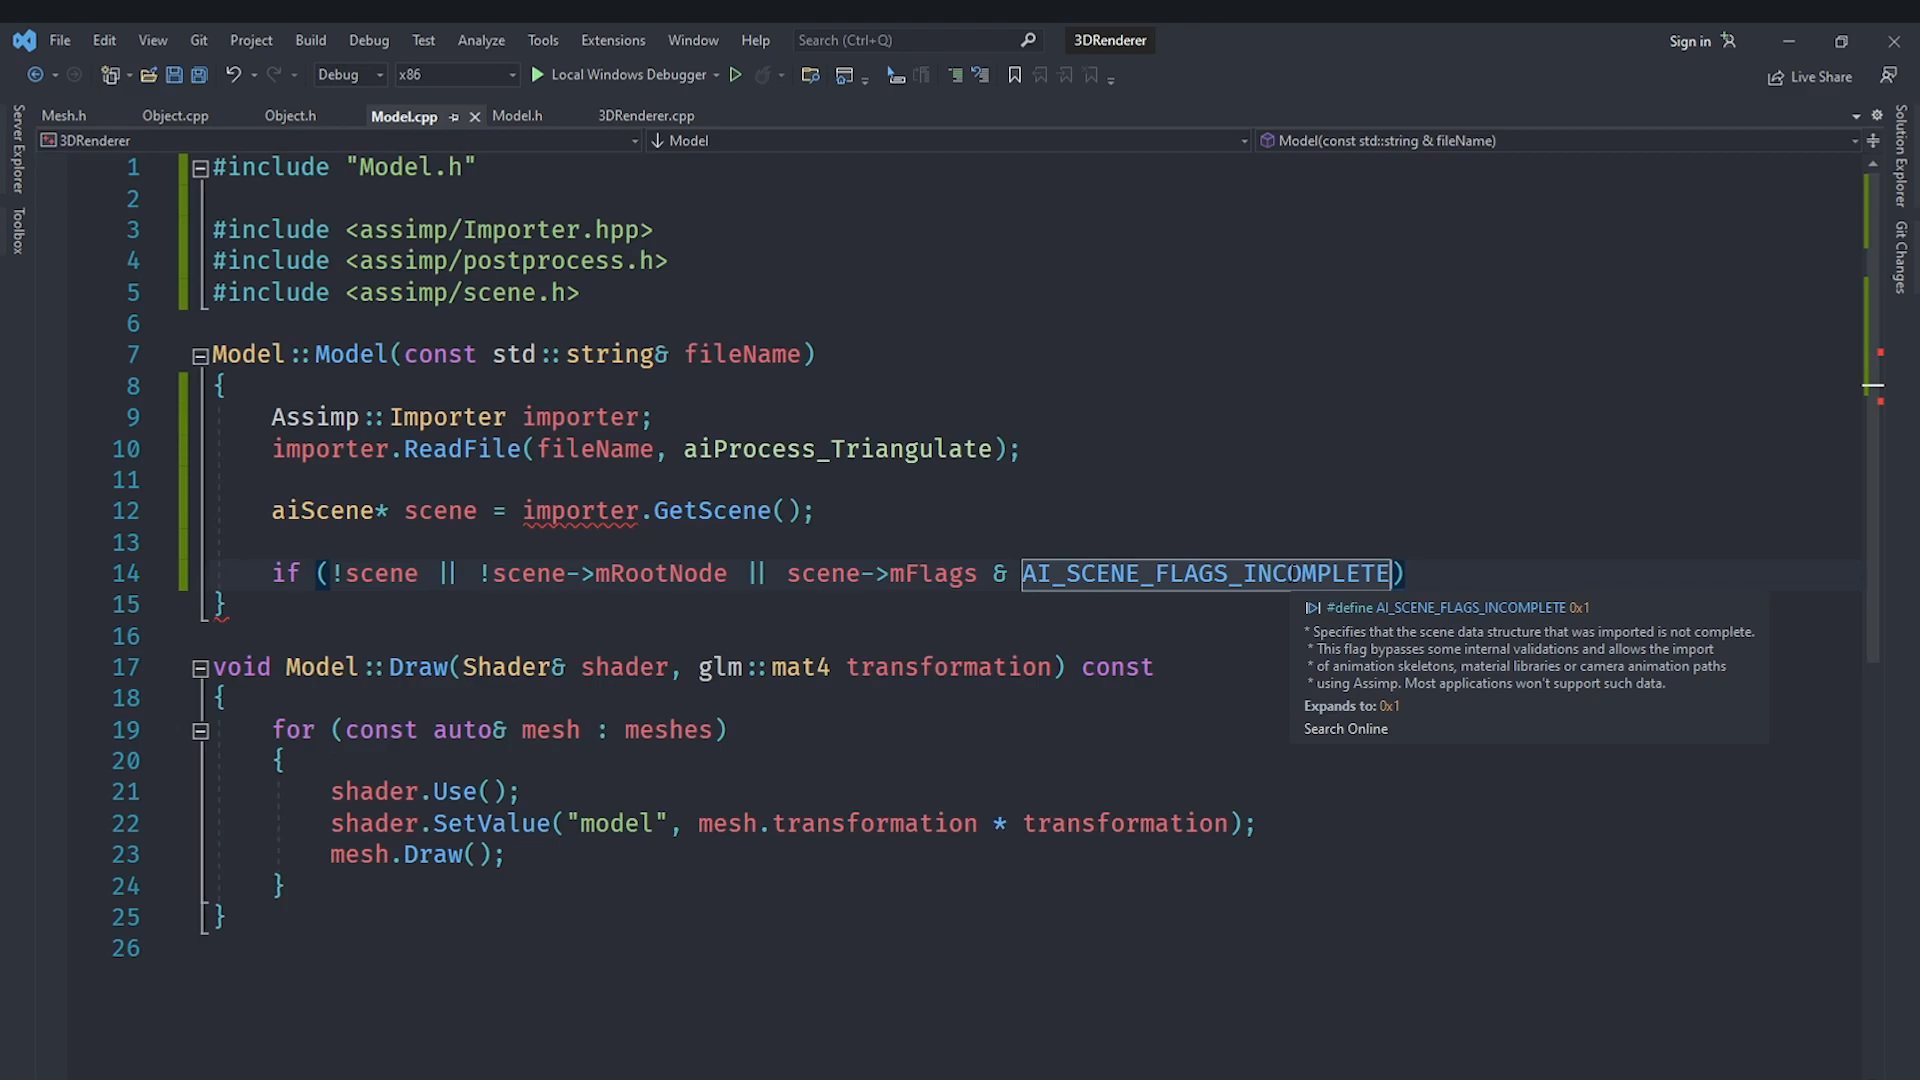 File Edit View Git Project Build Debug Test Analyze Tools Extensions Window Help Search (Ctrl+Q) 3DRenderer Sign in
Debug x86 Local Windows Debugger Live Share
Mesh.h Object.cpp Object.h Model.cpp Model.h 3DRenderer.cpp
3DRenderer Model Model(const std::string & fileName)
Server Explorer
Toolbox
Solution Explorer
Git Changes
1 #include "Model.h"
2
3 #include <assimp/Importer.hpp>
4 #include <assimp/postprocess.h>
5 #include <assimp/scene.h>
6
7 Model::Model(const std::string& fileName)
8 {
9 Assimp::Importer importer;
10 importer.ReadFile(fileName, aiProcess_Triangulate);
11
12 aiScene* scene = importer.GetScene();
13
14 if (!scene || !scene->mRootNode || scene->mFlags & AI_SCENE_FLAGS_INCOMPLETE)
15 }
#define AI_SCENE_FLAGS_INCOMPLETE 0x1
* Specifies that the scene data structure that was imported is not complete.
* This flag bypasses some internal validations and allows the import
* of animation skeletons, material libraries or camera animation paths
* using Assimp. Most applications won't support such data.
Expands to: 0x1
Search Online
16
17 void Model::Draw(Shader& shader, glm::mat4 transformation) const
18 {
19 for (const auto& mesh : meshes)
20 {
21 shader.Use();
22 shader.SetValue("model", mesh.transformation * transformation);
23 mesh.Draw();
24 }
25 }
26